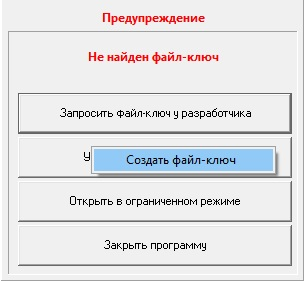 Предупреждение
Не найден файл-ключ
Запросить файл-ключ у разработчика
Создать файл-ключ
Открыть в ограниченном режиме
Закрыть программу